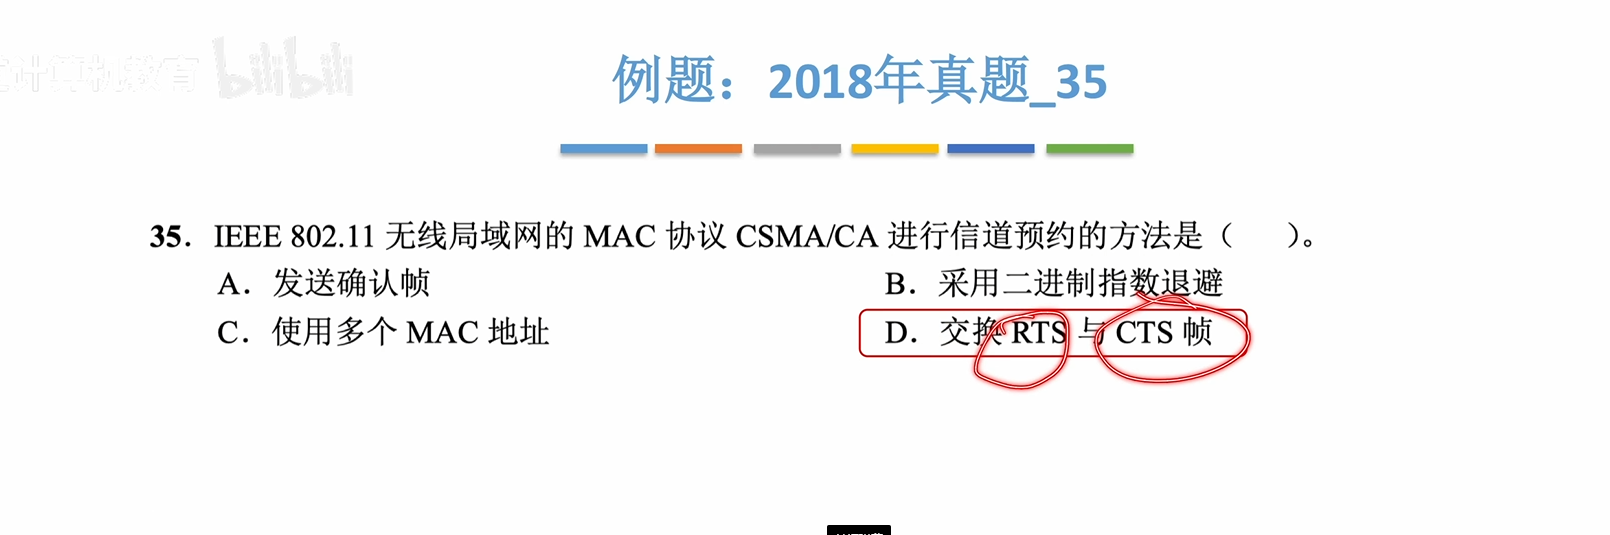 计算机教育 bilibili
例题：2018年真题_35
35．IEEE 802.11 无线局域网的 MAC 协议 CSMA/CA 进行信道预约的方法是（　　）。
A．发送确认帧
B．采用二进制指数退避
C．使用多个 MAC 地址
D．交换 RTS 与 CTS 帧